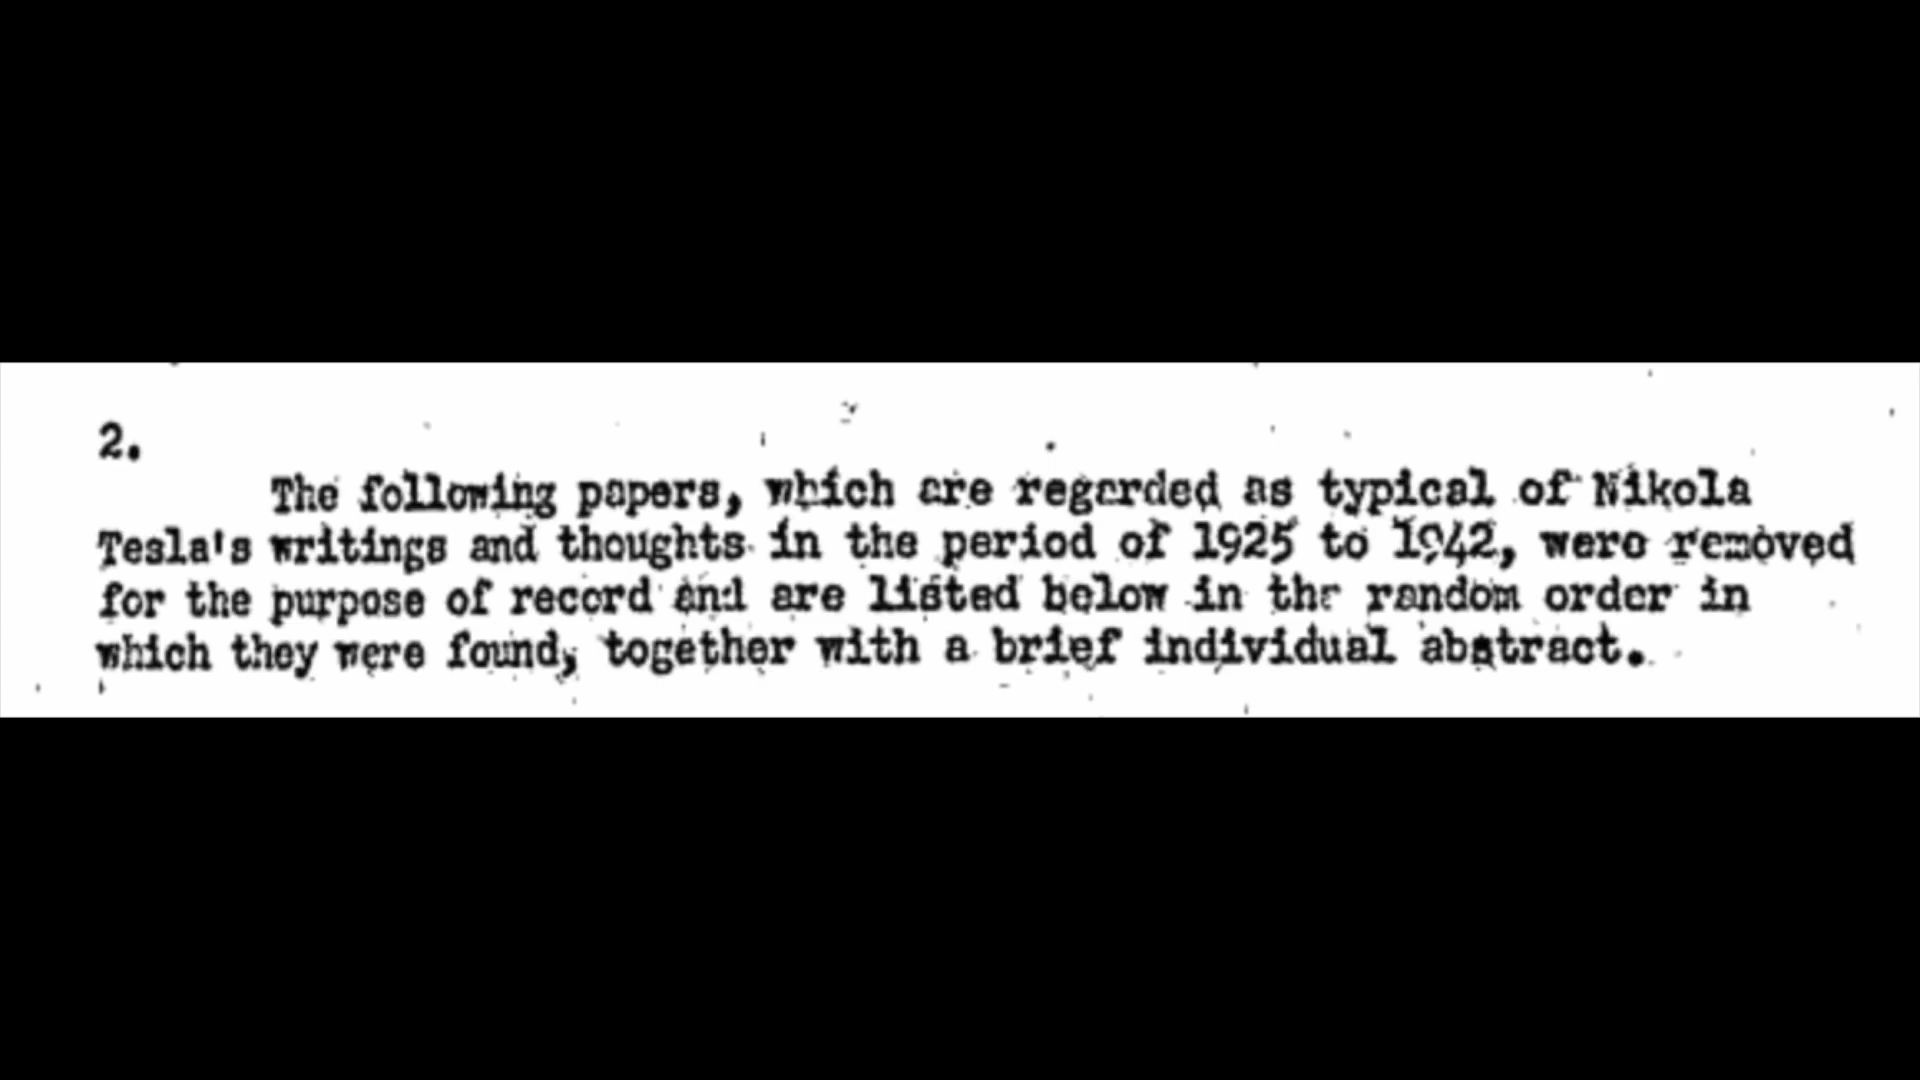 2.
The following papers, which are regarded as typical of Nikola
Tesla's writings and thoughts in the period of 1925 to 1942, were removed
for the purpose of record and are listed below in the random order in
which they were found, together with a brief individual abstract.